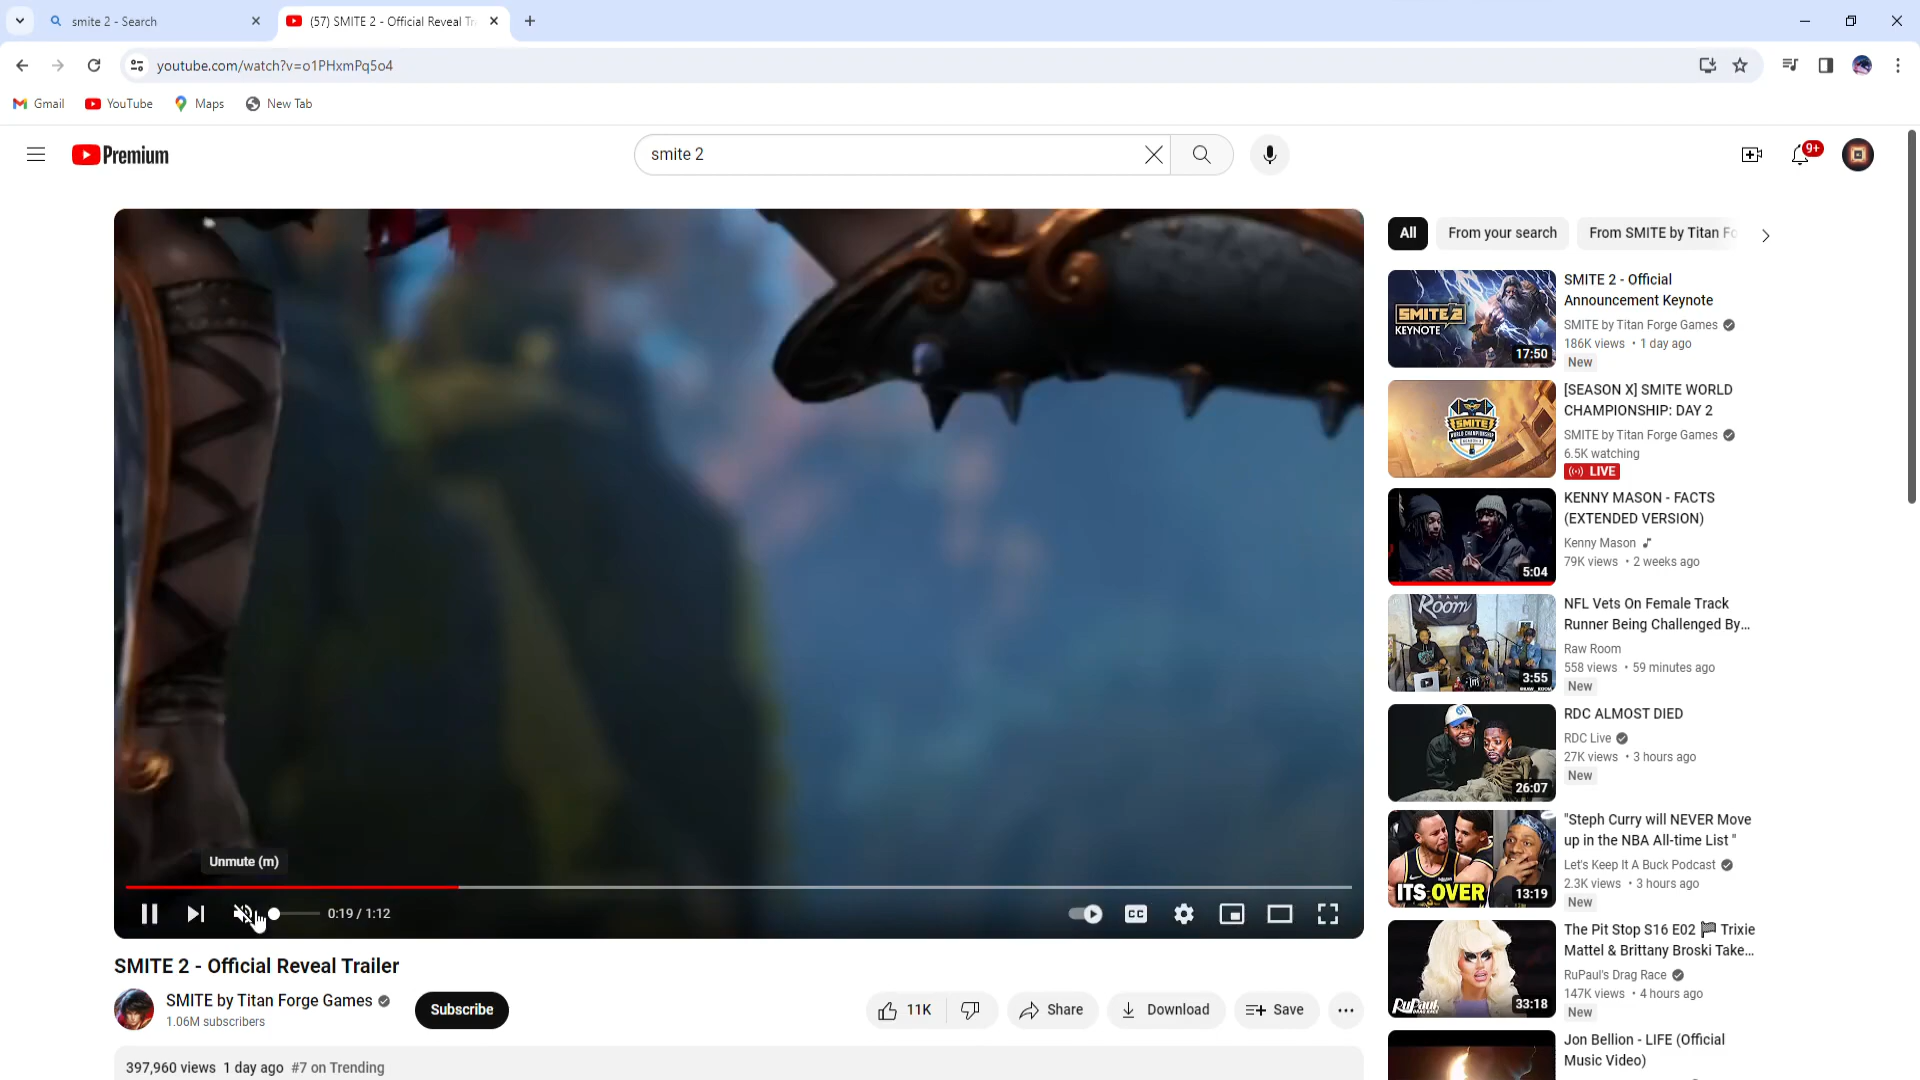 smite 2 - Search
(57) SMITE 2 - Official Reveal Tr
youtube.com/watch?v=o1PHxmPq5o4
Gmail
YouTube
Maps
New Tab
Premium
smite 2
9+
All
From your search
From SMITE by Titan Fo
SMITE 2
KEYNOTE
17:50
SMITE 2 - Official
Announcement Keynote
SMITE by Titan Forge Games
186K views • 1 day ago
New
SMITE
WORLD
CHAMPIONSHIP
[SEASON X] SMITE WORLD
CHAMPIONSHIP: DAY 2
SMITE by Titan Forge Games
6.5K watching
LIVE
5:04
KENNY MASON - FACTS
(EXTENDED VERSION)
Kenny Mason
79K views • 2 weeks ago
Room
3:55
NFL Vets On Female Track
Runner Being Challenged By...
Raw Room
558 views • 59 minutes ago
New
26:07
RDC ALMOST DIED
RDC Live
27K views • 3 hours ago
New
ITS OVER
13:19
"Steph Curry will NEVER Move
up in the NBA All-time List "
Let's Keep It A Buck Podcast
2.3K views • 3 hours ago
New
RuPaul's
33:18
The Pit Stop S16 E02 🏁 Trixie
Mattel & Brittany Broski Take...
RuPaul's Drag Race
147K views • 4 hours ago
New
Jon Bellion - LIFE (Official
Music Video)
Unmute (m)
0:19 / 1:12
CC
SMITE 2 - Official Reveal Trailer
SMITE by Titan Forge Games
1.06M subscribers
Subscribe
11K
Share
Download
Save
397,960 views 1 day ago #7 on Trending